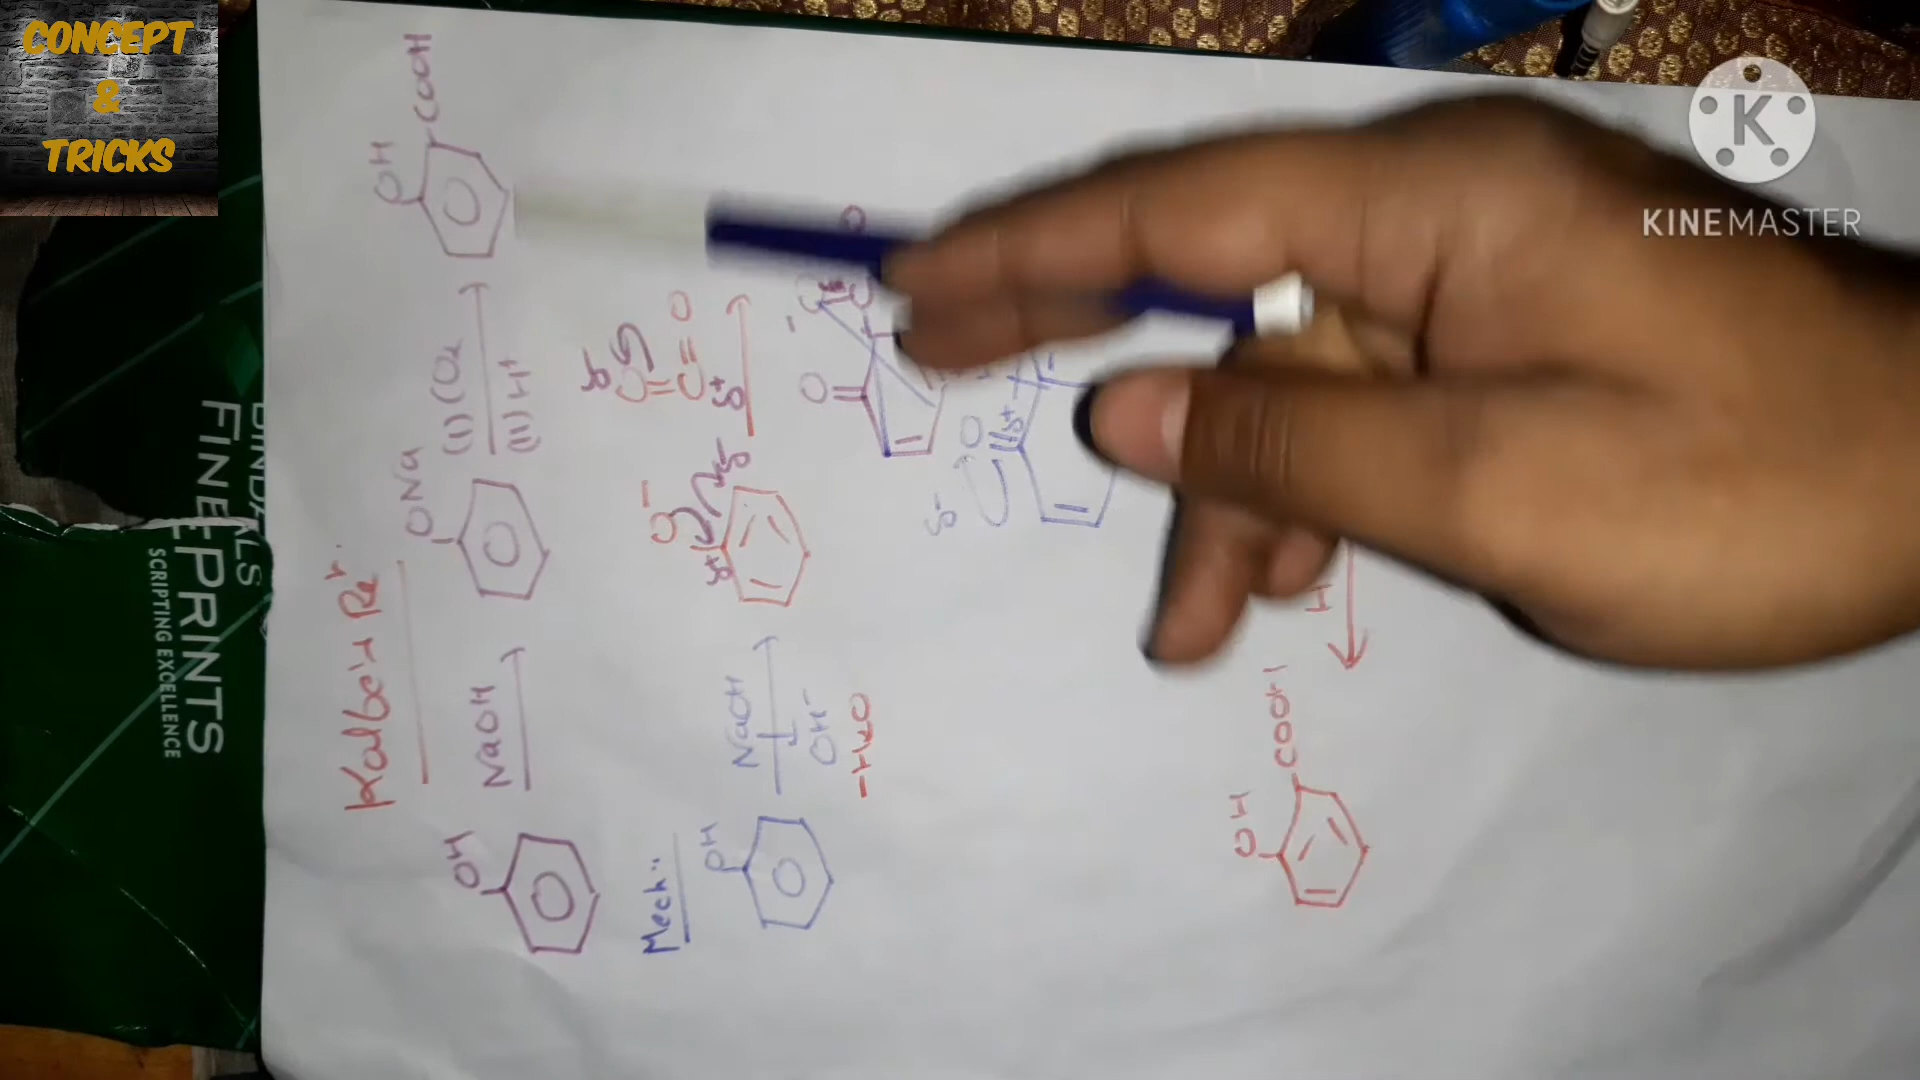 CONCEPT
&
TRICKS
K
KINEMASTER
FINE PRINTS
SCRIPTING EXCELLENCE
Kalbe's Rxn
OH
NaOH
ONa
(i) CO2
(ii) H+
OH
COOH
Mech:
OH
NaOH
OH-
-H2O
O-
δ+
δ-
δ-
O=C=O
δ+
O
O
δ-
δ+
H
OH
COOH